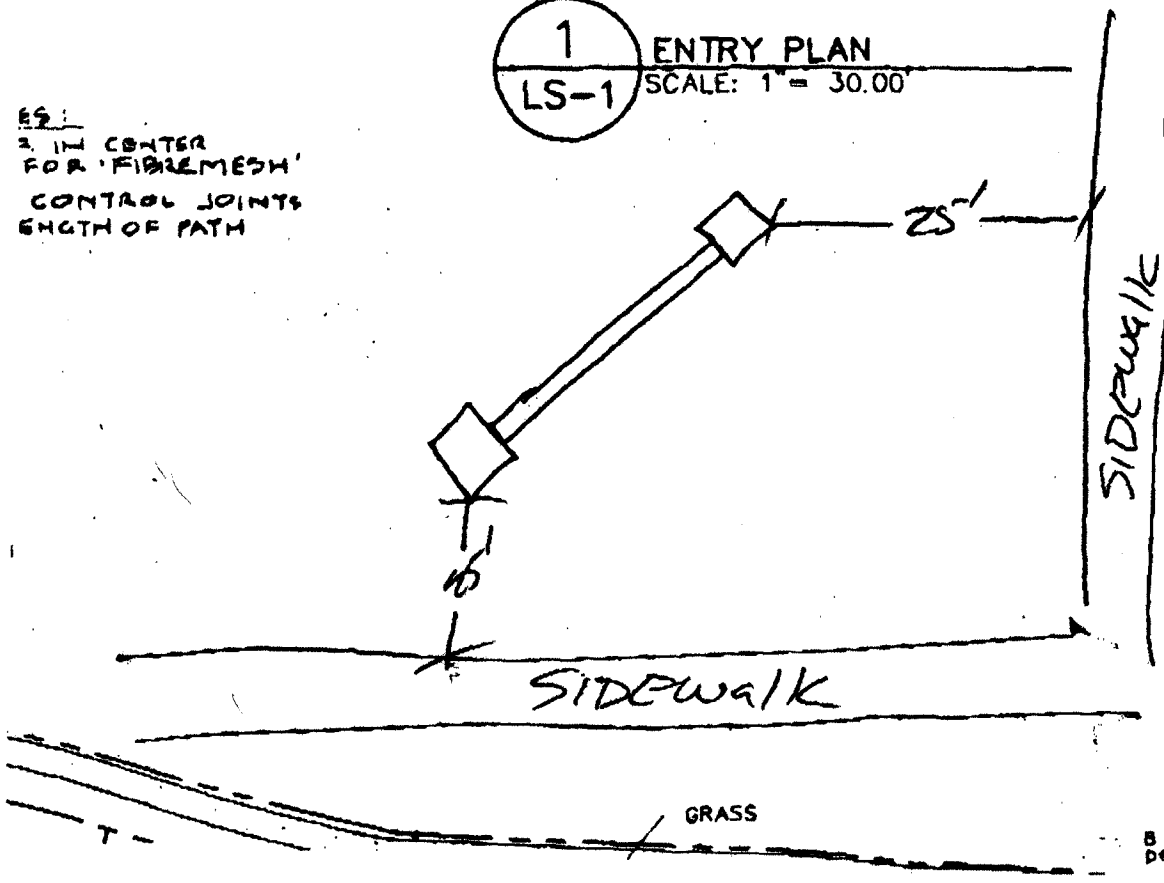 1
LS-1
ENTRY PLAN
SCALE: 1" = 30.00'
ES:
2. IN CENTER
FOR 'FIBREMESH'
CONTROL JOINTS
ENGTH OF PATH
25'
SIDEWalk
SIDEWalk
GRASS
T
B